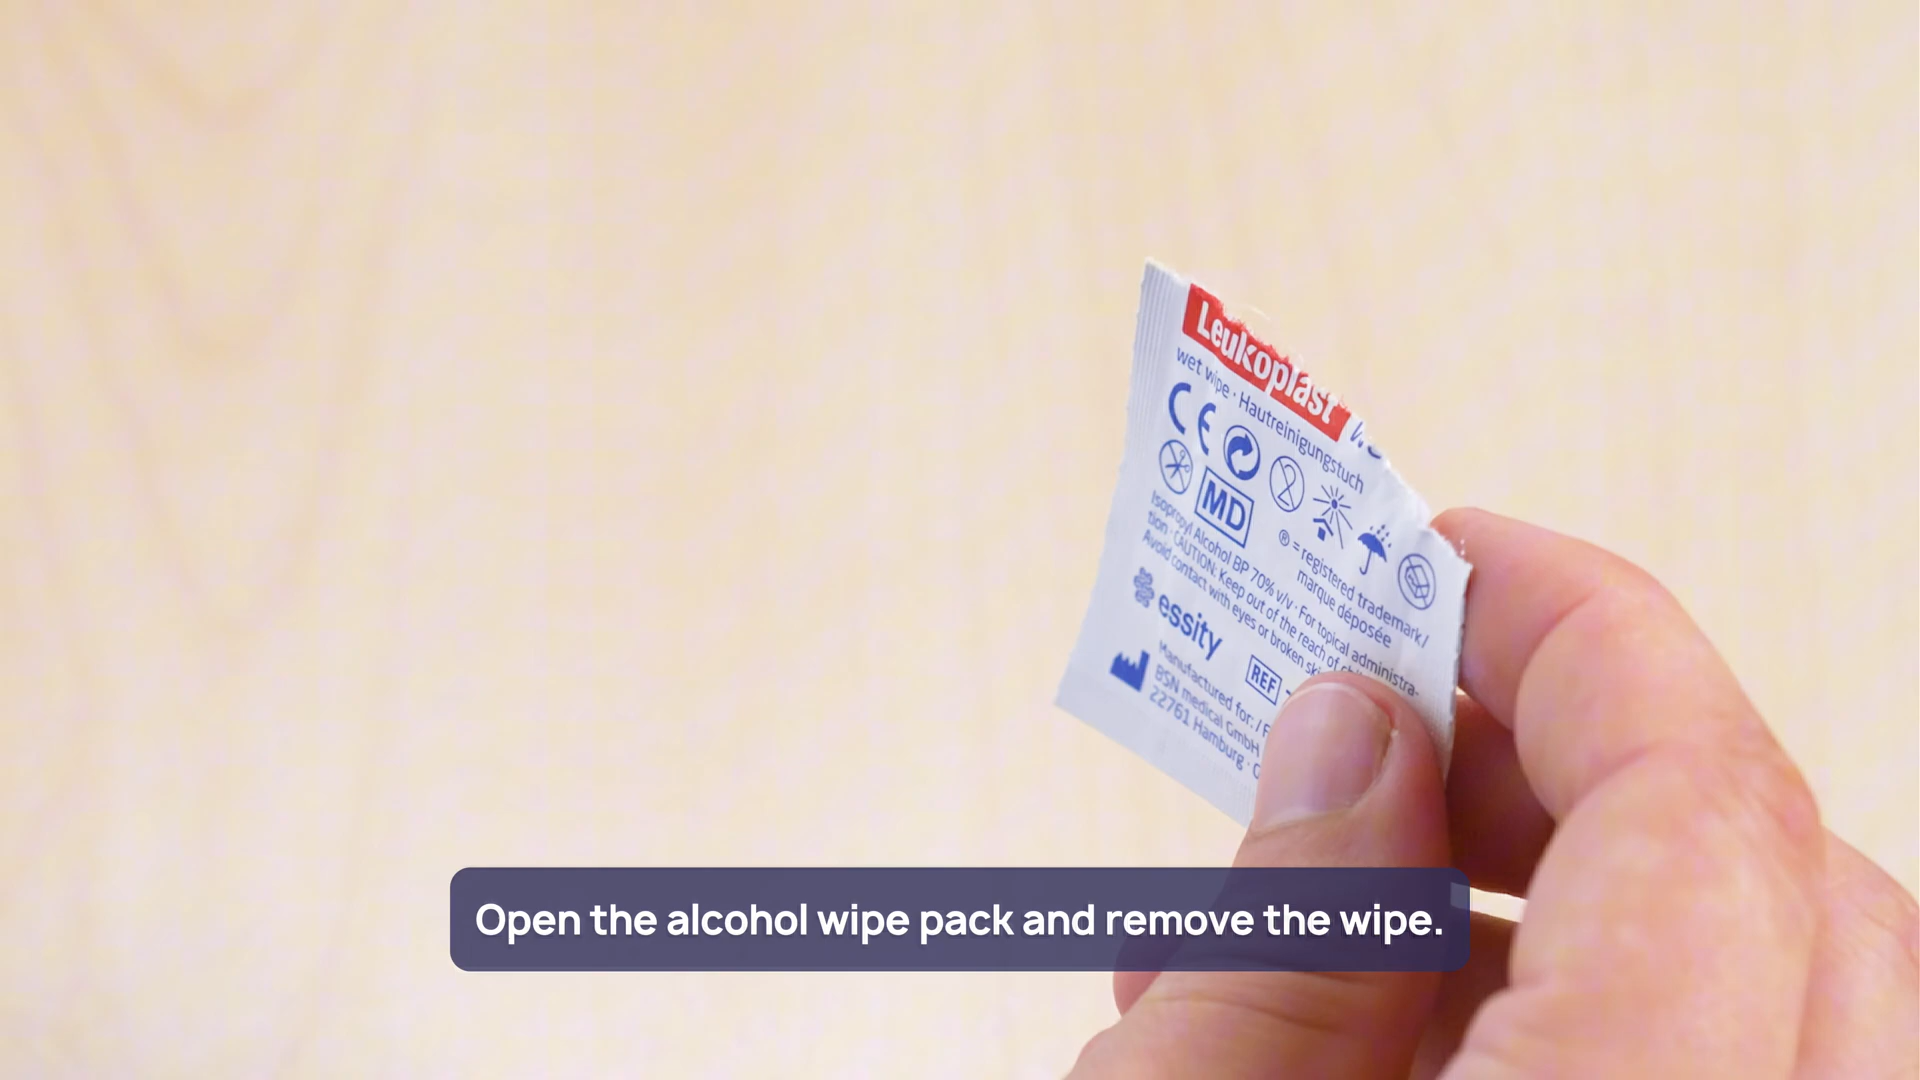 Leukoplast
wet wipe · Hautreinigungstuch
CE
MD
® = registered trademark/
marque déposée
Isopropyl Alcohol BP 70% v/v · For topical administra-
tion · CAUTION: Keep out of the reach of
Avoid contact with eyes or broken
essity
REF
Manufactured for: /
BSN medical GmbH
22761 Hamburg ·
Open the alcohol wipe pack and remove the wipe.